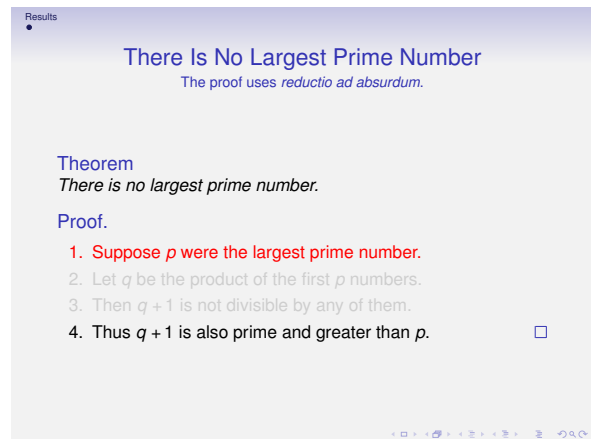 Results
There Is No Largest Prime Number
The proof uses reductio ad absurdum.
Theorem
There is no largest prime number.
Proof.
1. Suppose p were the largest prime number.
2. Let q be the product of the first p numbers.
3. Then q + 1 is not divisible by any of them.
4. Thus q + 1 is also prime and greater than p.